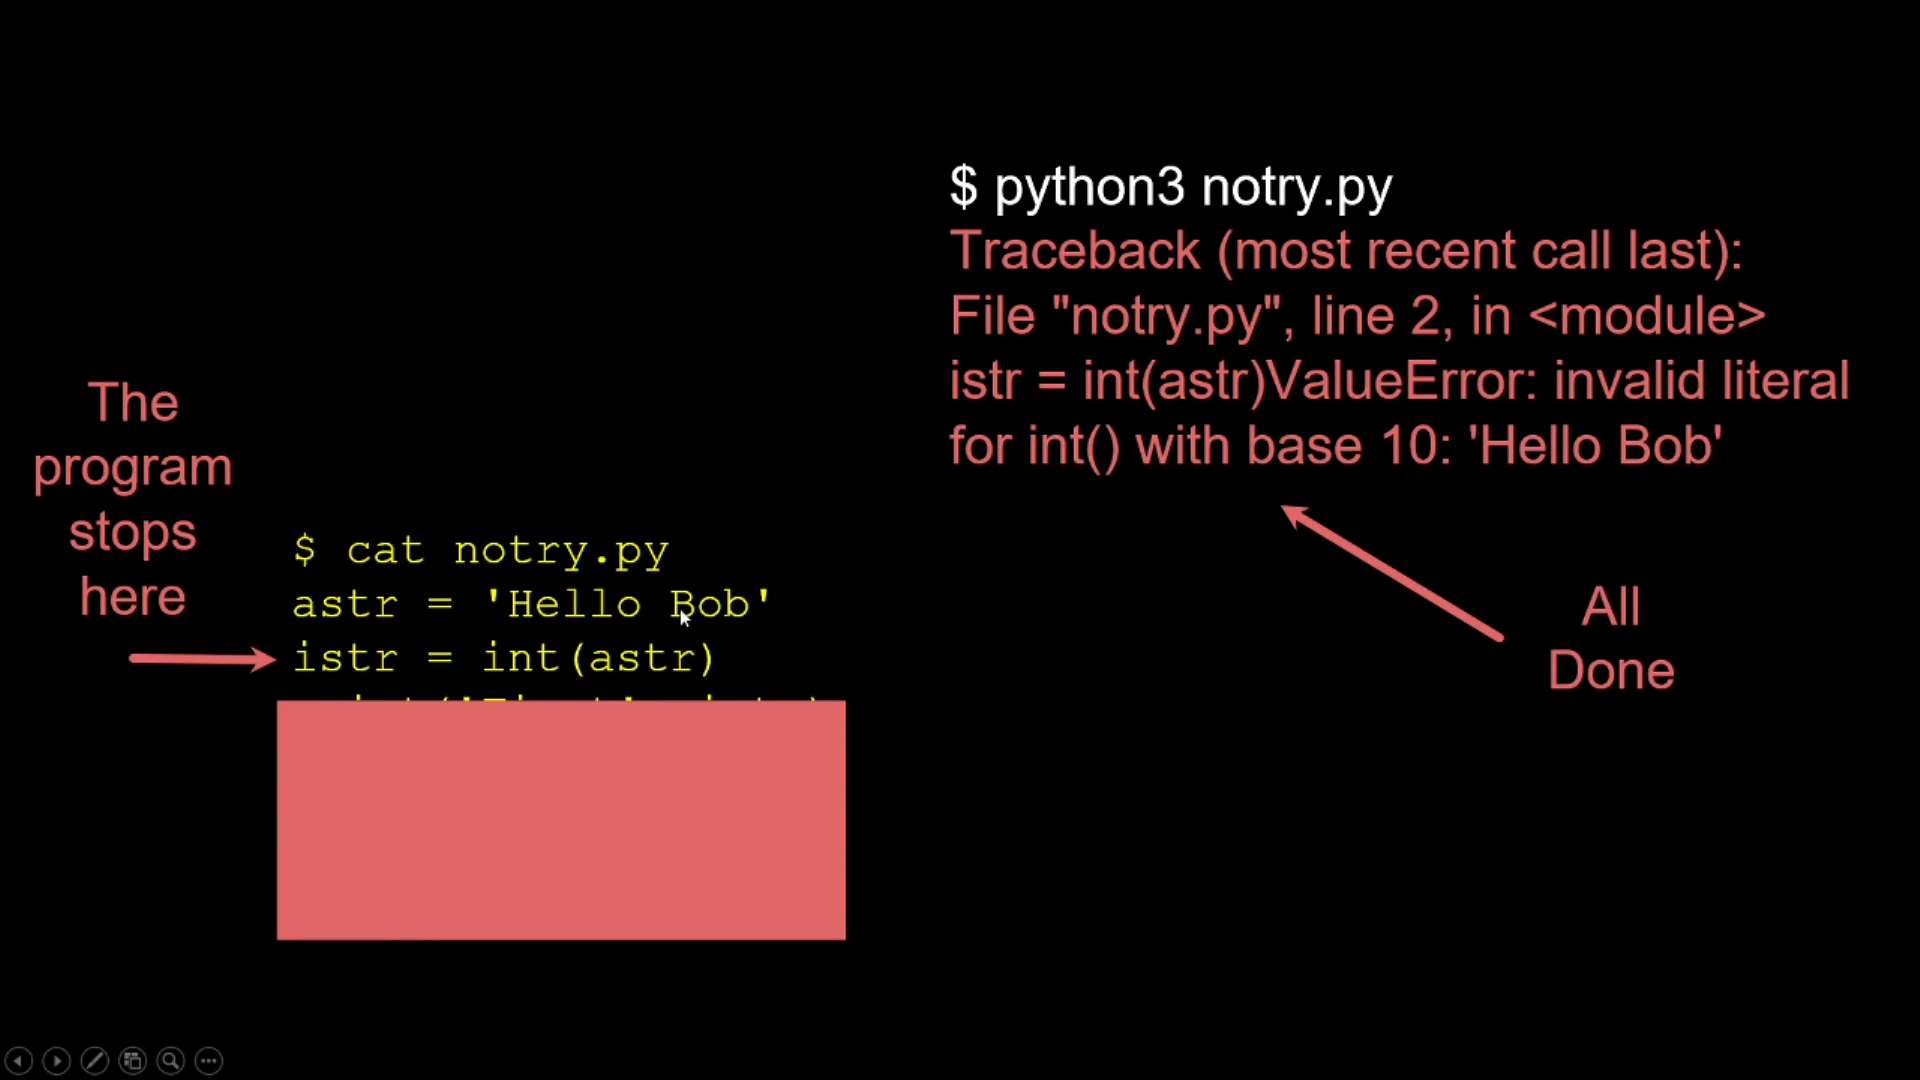 The
program
stops
here
$ cat notry.py
astr = 'Hello Bob'
istr = int(astr)
$ python3 notry.py
Traceback (most recent call last):
File "notry.py", line 2, in <module>
istr = int(astr)ValueError: invalid literal
for int() with base 10: 'Hello Bob'
All
Done